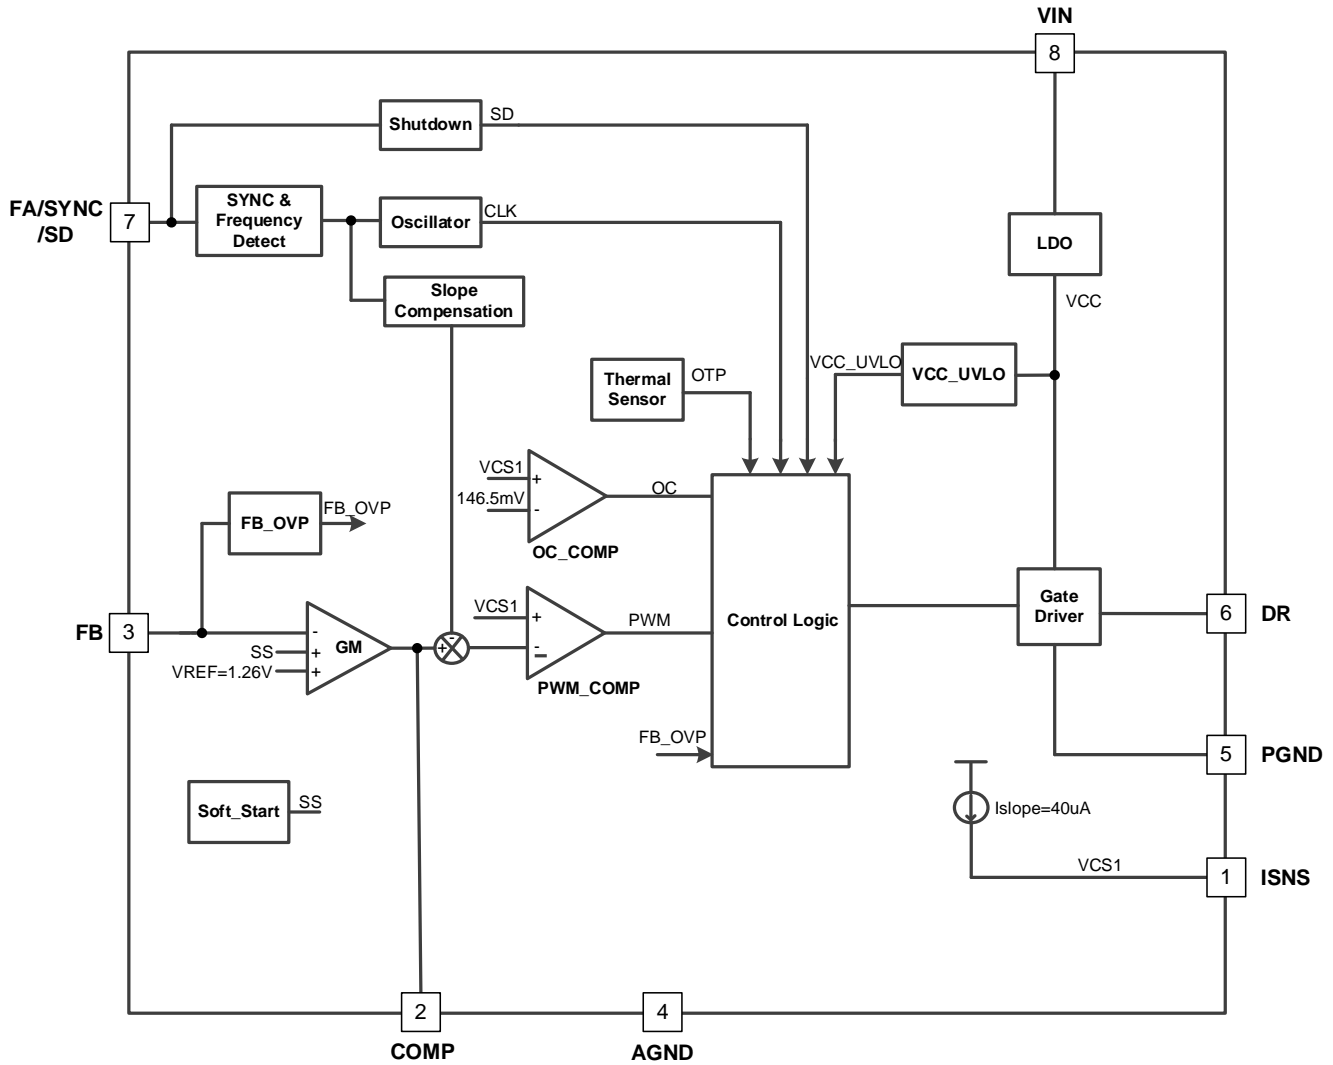 VIN
8
Shutdown
SD
FA/SYNC
/SD
7
SYNC &
Frequency
Detect
Oscillator
CLK
LDO
Slope
Compensation
VCC
Thermal
Sensor
OTP
VCC_UVLO
VCC_UVLO
VCS1
+
146.5mV
-
OC
OC_COMP
FB_OVP
FB_OVP
FB
3
-
SS
+
VREF=1.26V
+
GM
-
+
VCS1
+
-
PWM
PWM_COMP
Control Logic
Gate
Driver
6
DR
FB_OVP
5
PGND
Soft_Start
SS
Islope=40uA
VCS1
1
ISNS
2
COMP
4
AGND